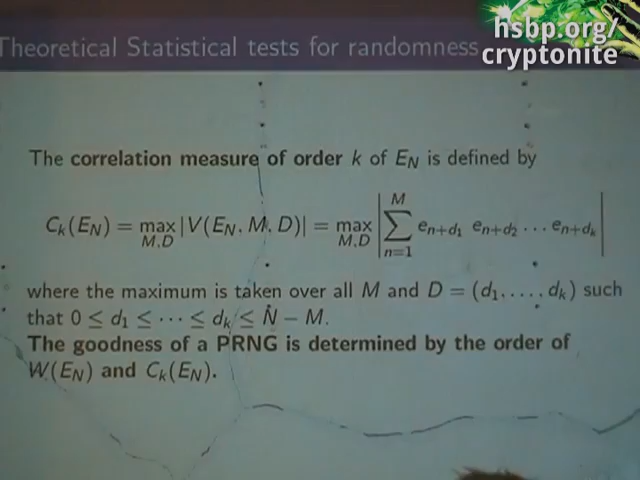 hsbp.org/
cryptonite
Theoretical Statistical tests for randomness
The correlation measure of order k of E_N is defined by
C_k(E_N) = max_{M,D} |V(E_N, M, D)| = max_{M,D} |∑_{n=1}^{M} e_{n+d_1} e_{n+d_2} ⋯ e_{n+d_k}|
where the maximum is taken over all M and D = (d_1, …, d_k) such
that 0 ≤ d_1 ≤ ⋯ ≤ d_k ≤ N − M.
The goodness of a PRNG is determined by the order of
W(E_N) and C_k(E_N).